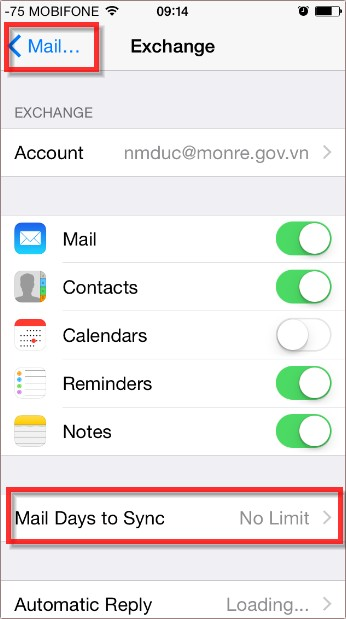 -75 MOBIFONE 09:14
Mail... Exchange
EXCHANGE
Account nmduc@monre.gov.vn
Mail
Contacts
Calendars
Reminders
Notes
Mail Days to Sync No Limit
Automatic Reply Loading...